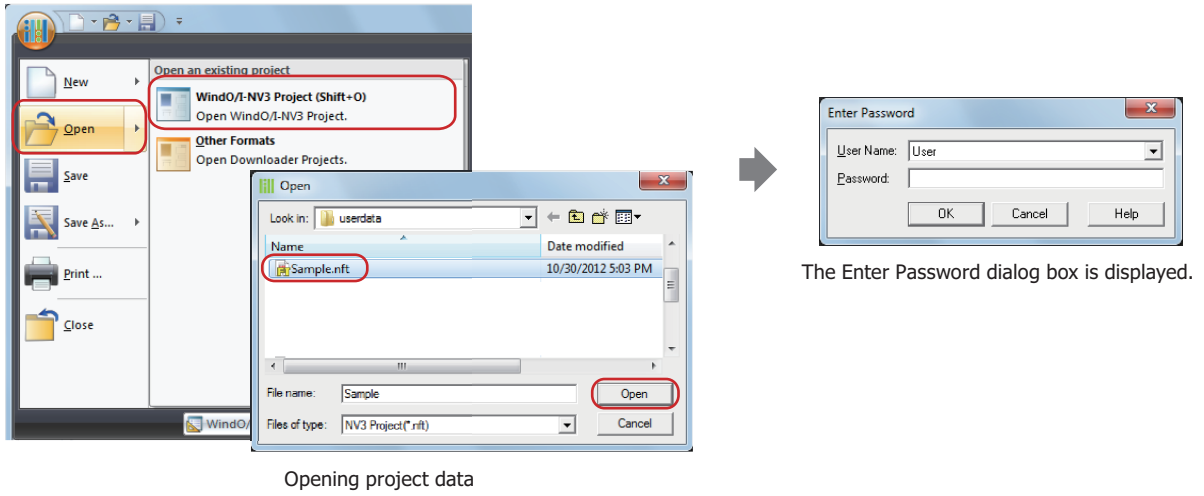 New
Open
Save
Save As...
Print ...
Close
Open an existing project
WindO/I-NV3 Project (Shift+O)
Open WindO/I-NV3 Project.
Other Formats
Open Downloader Projects.
WindO/
Open
Look in: userdata
Name Date modified
Sample.nft 10/30/2012 5:03 PM
File name: Sample Open
Files of type: NV3 Project(*.nft) Cancel
Opening project data
Enter Password
User Name: User
Password:
OK Cancel Help
The Enter Password dialog box is displayed.